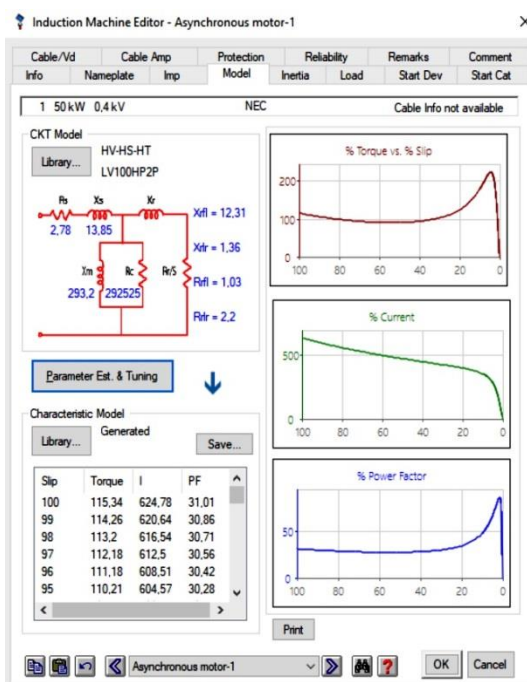 Induction Machine Editor - Asynchronous motor-1
Cable/Vd Cable Amp Protection Reliability Remarks Comment
Info Nameplate Imp Model Inertia Load Start Dev Start Cat
1 50 kW 0,4 kV NEC Cable Info not available
CKT Model
Library...
HV-HS-HT
LV100HP2P
Rs Xs Xr
2,78 13,85
Xm Rc Rr/S
293,2 292525
Xrfl = 12,31
Xrlr = 1,36
Rrfl = 1,03
Rrlr = 2,2
Parameter Est. & Tuning
Characteristic Model
Library...
Generated
Save...
Slip Torque I PF
100 115,34 624,78 31,01
99 114,26 620,64 30,86
98 113,2 616,54 30,71
97 112,18 612,5 30,56
96 111,18 608,51 30,42
95 110,21 604,57 30,28
% Torque vs. % Slip
200
100
0
100 80 60 40 20 0
% Current
500
0
100 80 60 40 20 0
% Power Factor
50
0
100 80 60 40 20 0
Print
Asynchronous motor-1
OK Cancel